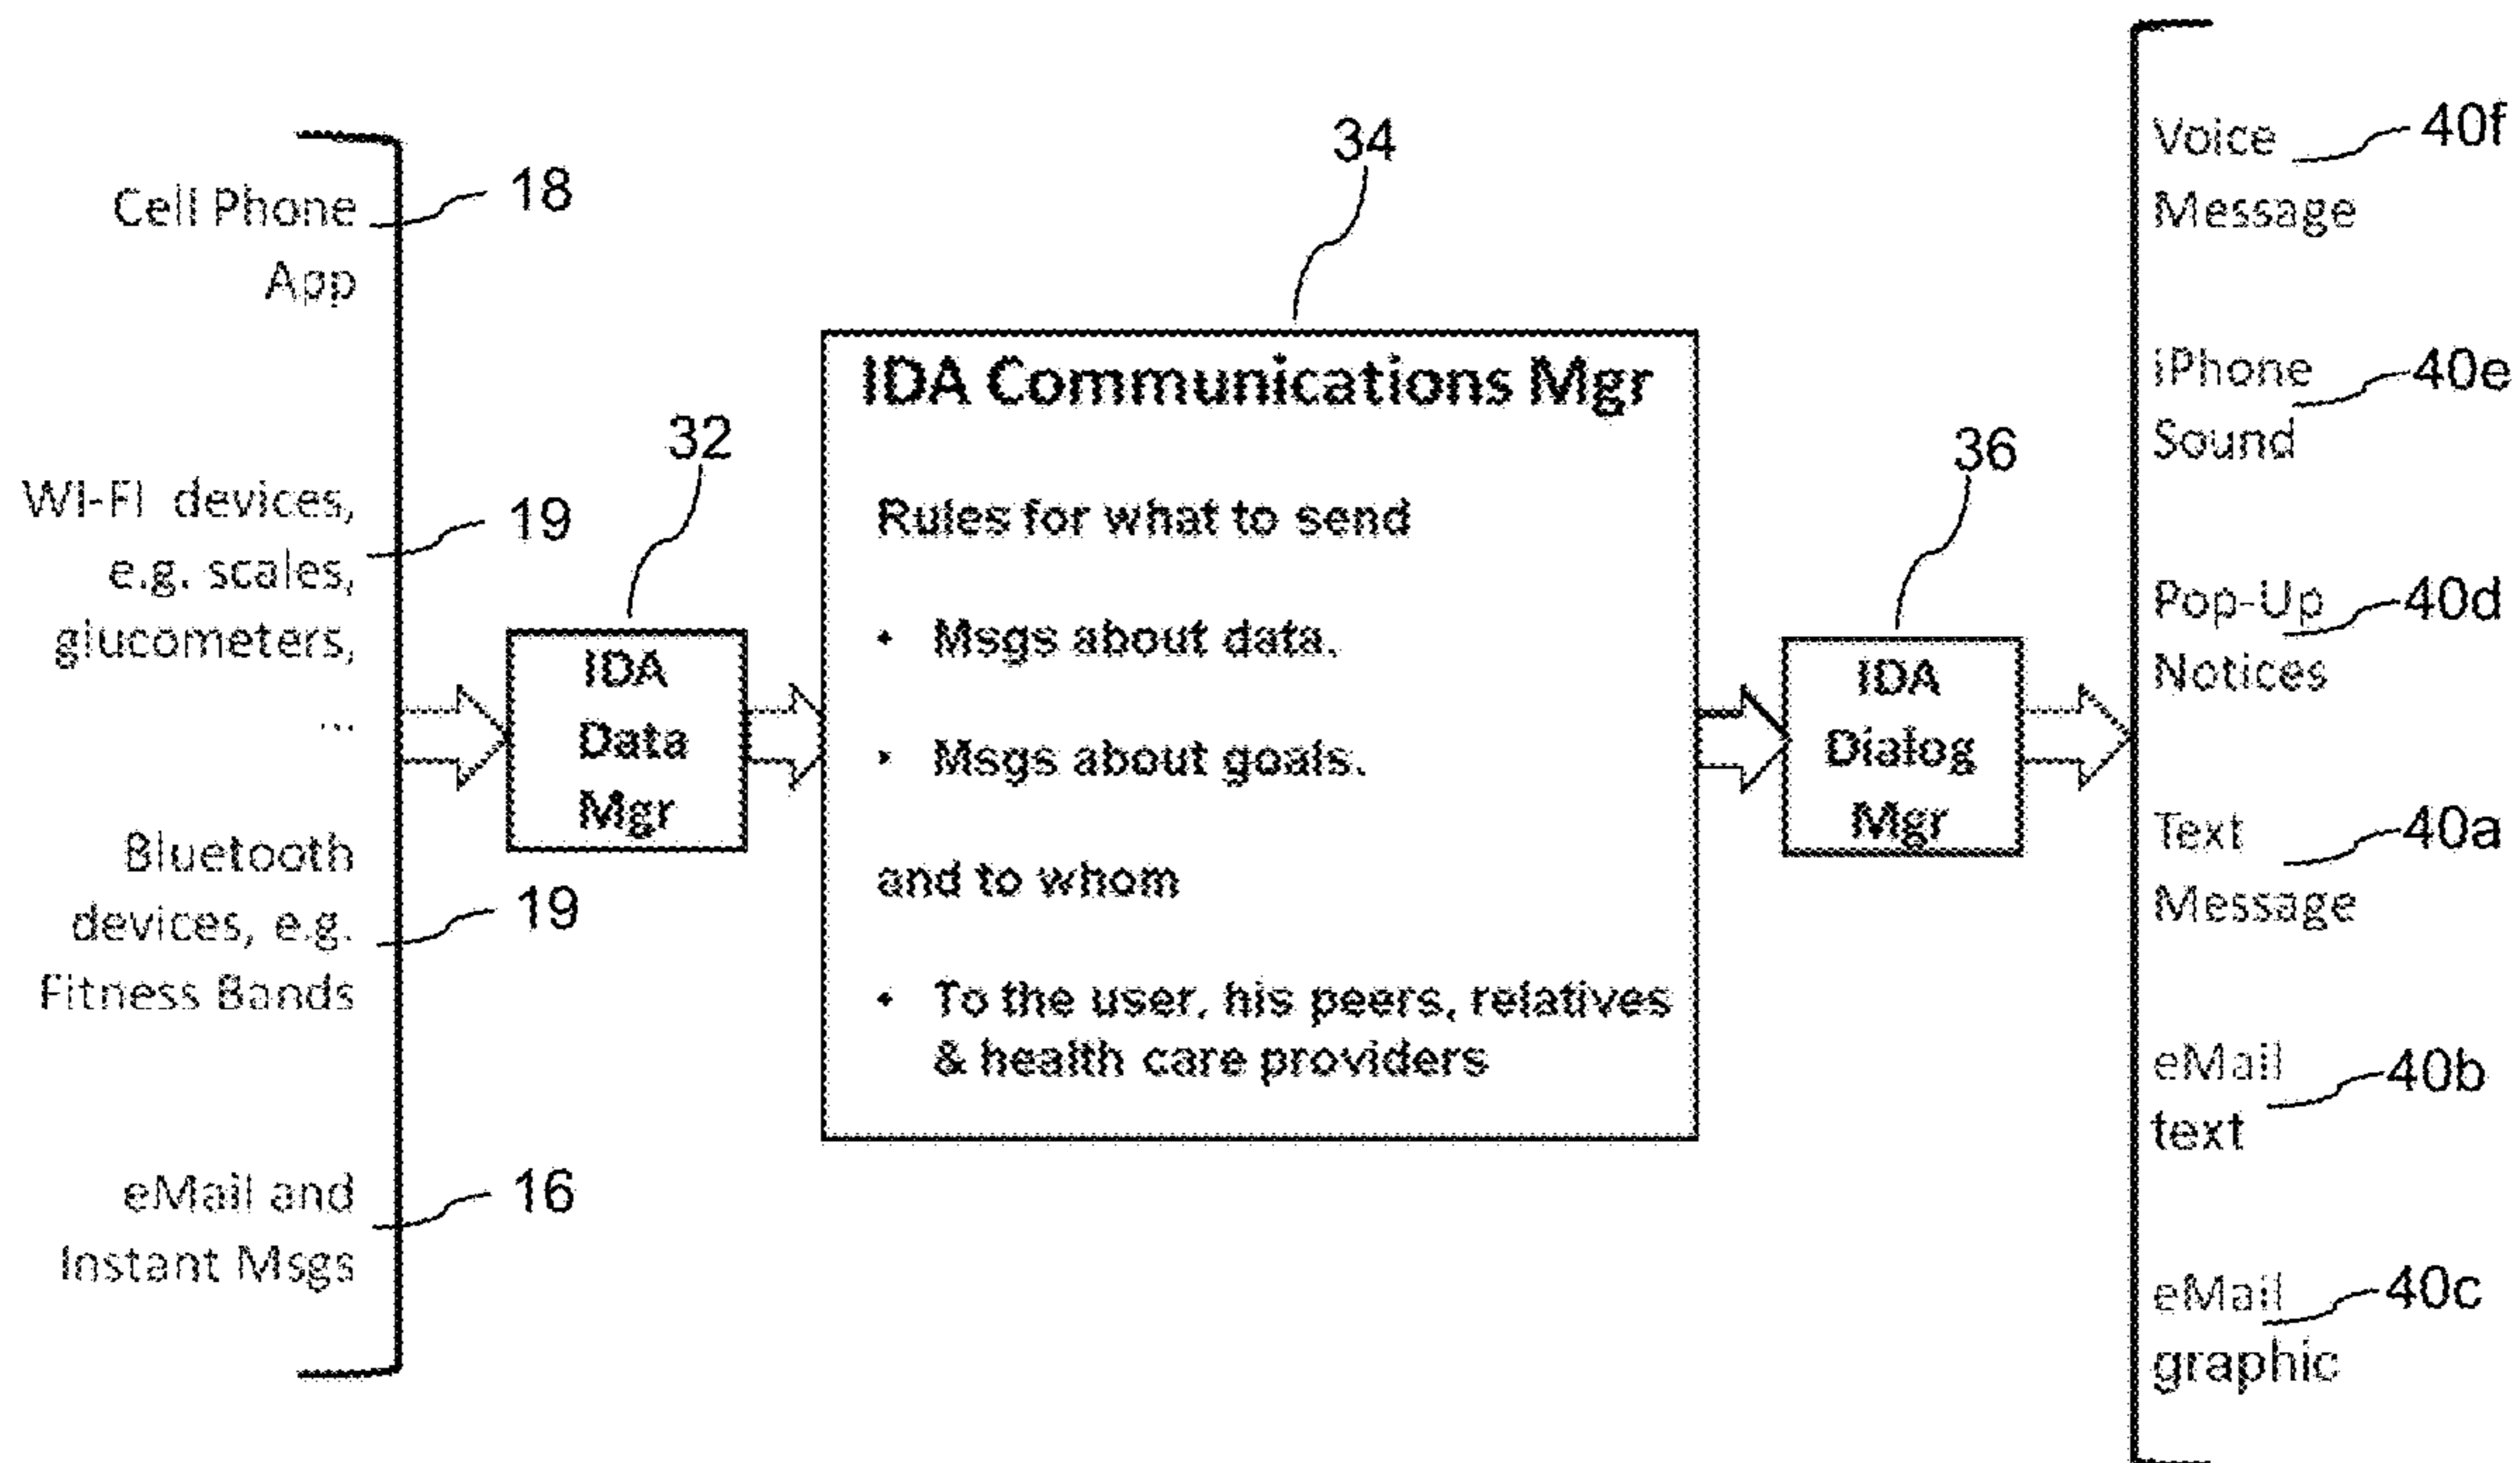 Cell Phone
App
18
WI-FI devices,
e.g. scales,
glucometers,
...
19
Bluetooth
devices, e.g.
Fitness Bands
19
eMail and
Instant Msgs
16
32
IDA
Data
Mgr
34
IDA Communications Mgr
Rules for what to send
• Msgs about data.
• Msgs about goals.
and to whom
• To the user, his peers, relatives
& health care providers
36
IDA
Dialog
Mgr
Voice
Message
40f
iPhone
Sound
40e
Pop-Up
Notices
40d
Text
Message
40a
eMail
text
40b
eMail
graphic
40c